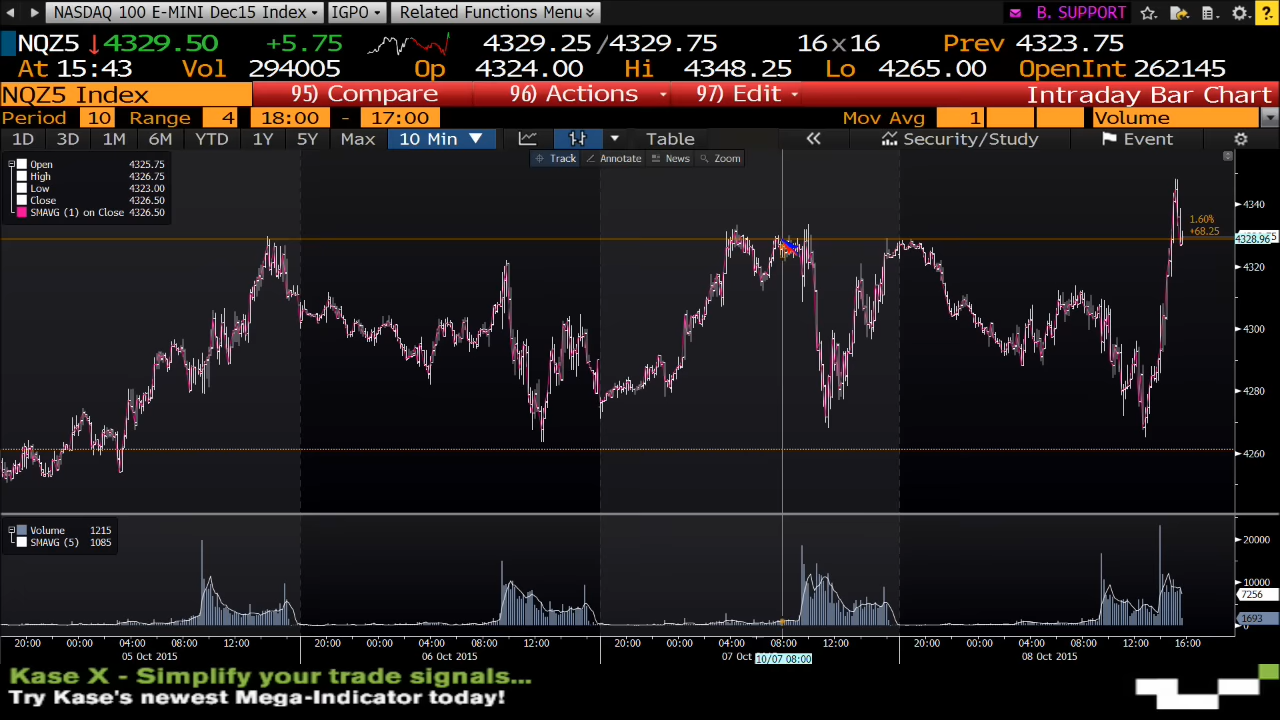 NASDAQ 100 E-MINI Dec15 Index IGPO Related Functions Menu B. SUPPORT ?
NQZ5 4329.50 +5.75 4329.25/4329.75 16x16 Prev 4323.75
At 15:43 Vol 294005 Op 4324.00 Hi 4348.25 Lo 4265.00 OpenInt 262145
NQZ5 Index 95) Compare 96) Actions 97) Edit Intraday Bar Chart
Period 10 Range 4 18:00 - 17:00 Mov Avg 1 Volume
1D 3D 1M 6M YTD 1Y 5Y Max 10 Min Table Security/Study Event
Track Annotate News Zoom
Open 4325.75
High 4326.75
Low 4323.00
Close 4326.50
SMAVG (1) on Close 4326.50
4340
1.60%
+68.25
4328.96
4320
4300
4280
4260
Volume 1215
SMAVG (5) 1085
20000
10000
7256
1693
0
20:00 00:00 04:00 08:00 12:00 20:00 00:00 04:00 08:00 12:00 20:00 00:00 04:00 08:00 12:00 20:00 00:00 04:00 08:00 12:00 16:00
05 Oct 2015 06 Oct 2015 07 Oct 10/07 08:00 08 Oct 2015
Kase X - Simplify your trade signals...
Try Kase's newest Mega-Indicator today!